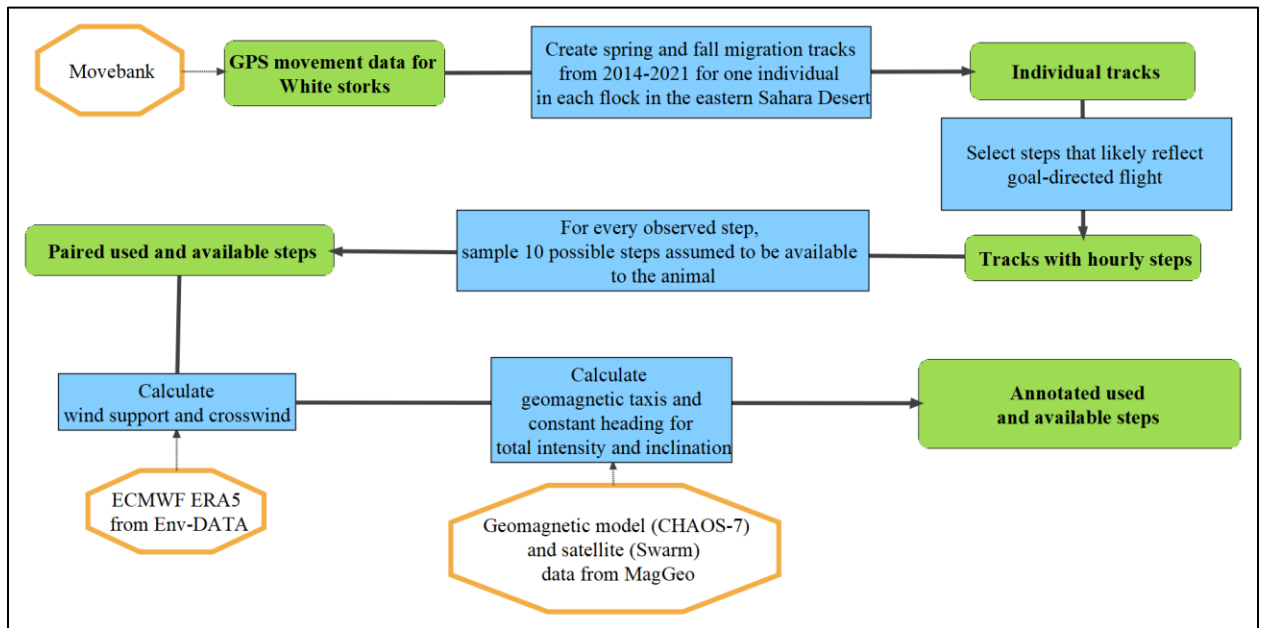 Movebank
GPS movement data for
White storks
Create spring and fall migration tracks
from 2014-2021 for one individual
in each flock in the eastern Sahara Desert
Individual tracks
Select steps that likely reflect
goal-directed flight
Tracks with hourly steps
For every observed step,
sample 10 possible steps assumed to be available
to the animal
Paired used and available steps
Calculate
wind support and crosswind
ECMWF ERA5
from Env-DATA
Calculate
geomagnetic taxis and
constant heading for
total intensity and inclination
Geomagnetic model (CHAOS-7)
and satellite (Swarm)
data from MagGeo
Annotated used
and available steps